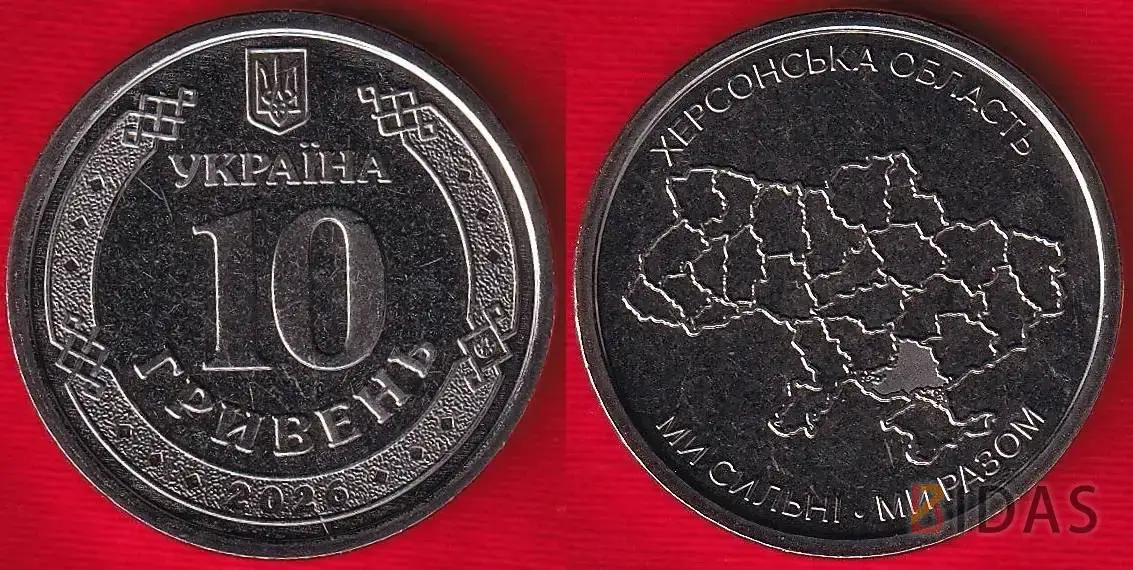 УКРАЇНА
10
ГРИВЕНЬ
2026
ХЕРСОНСЬКА ОБЛАСТЬ
МИ СИЛЬНІ · МИ РАЗОМ
BIDAS